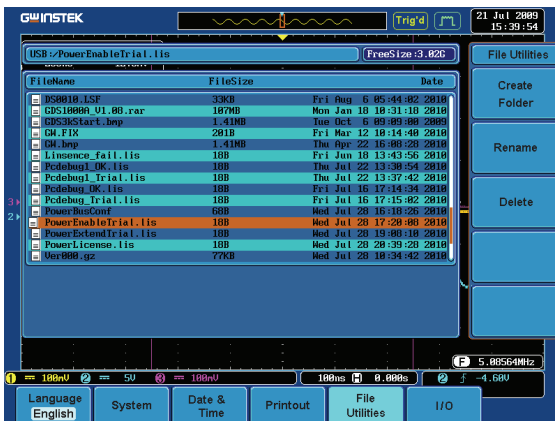 GWINSTEK
Trig'd
21 Jul 2009
15:39:54
USB:/PowerEnableTrial.lis
FreeSize:3.02G
File Utilities
FileName FileSize Date
DS0010.LSF 33KB Fri Aug 6 05:44:02 2010
GDS1000A_V1.08.rar 107MB Mon Jan 18 10:31:18 2010
GDS3kStart.bmp 1.41MB Tue Oct 6 09:09:00 2009
GW.FIX 201B Fri Mar 12 10:14:40 2010
GW.bmp 1.41MB Thu Apr 22 16:08:28 2010
Linsence_fail.lis 18B Fri Jun 18 13:43:56 2010
Pcdebug1_OK.lis 18B Thu Jul 22 13:30:54 2010
Pcdebug1_Trial.lis 18B Thu Jul 22 13:37:42 2010
Pcdebug_OK.lis 18B Fri Jul 16 17:14:34 2010
Pcdebug_Trial.lis 18B Fri Jul 16 17:15:02 2010
PowerBusConf 68B Wed Jul 28 16:18:26 2010
PowerEnableTrial.lis 18B Wed Jul 28 17:20:08 2010
PowerExtendTrial.lis 18B Wed Jul 28 19:08:10 2010
PowerLicense.lis 18B Wed Jul 28 20:39:28 2010
Ver000.gz 77KB Wed Jul 28 10:34:42 2010
Create
Folder
Rename
Delete
3
2
F 5.08564MHz
1 100mV 2 5V 3 100mV
100ns H 0.000s
2 -4.60V
Language
English
System
Date &
Time
Printout
File
Utilities
I/O